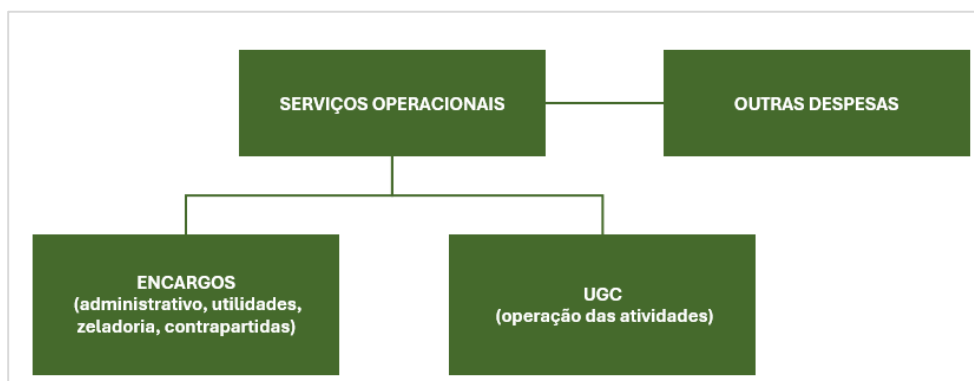 SERVIÇOS OPERACIONAIS
OUTRAS DESPESAS
ENCARGOS
(administrativo, utilidades,
zeladoria, contrapartidas)
UGC
(operação das atividades)